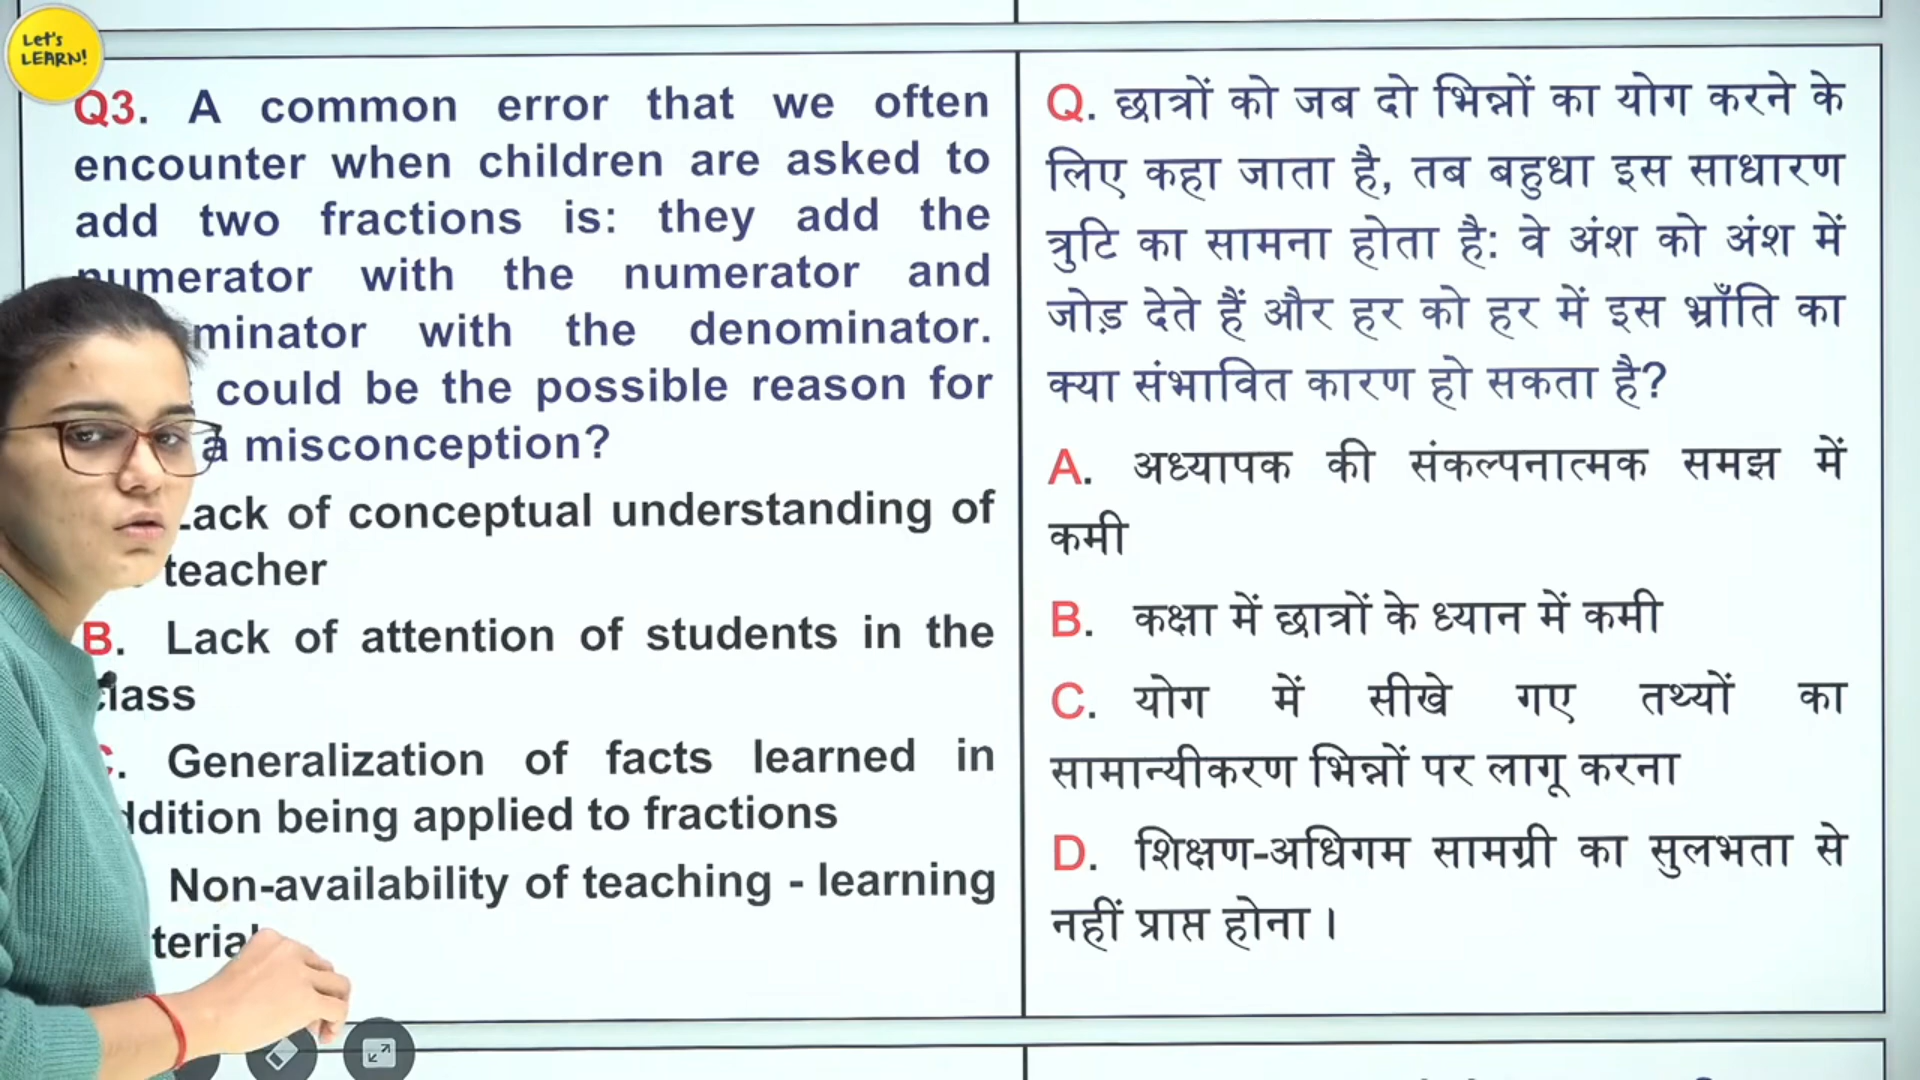 Let's
LEARN!
Q3. A common error that we often
encounter when children are asked to
add two fractions is: they add the
numerator with the numerator and
minator with the denominator.
could be the possible reason for
a misconception?
Lack of conceptual understanding of
teacher
B. Lack of attention of students in the
class
C. Generalization of facts learned in
ddition being applied to fractions
Non-availability of teaching - learning
terial
Q. छात्रों को जब दो भिन्नों का योग करने के
लिए कहा जाता है, तब बहुधा इस साधारण
त्रुटि का सामना होता है: वे अंश को अंश में
जोड़ देते हैं और हर को हर में इस भ्राँति का
क्या संभावित कारण हो सकता है?
A. अध्यापक की संकल्पनात्मक समझ में
कमी
B. कक्षा में छात्रों के ध्यान में कमी
C. योग में सीखे गए तथ्यों का
सामान्यीकरण भिन्नों पर लागू करना
D. शिक्षण-अधिगम सामग्री का सुलभता से
नहीं प्राप्त होना।